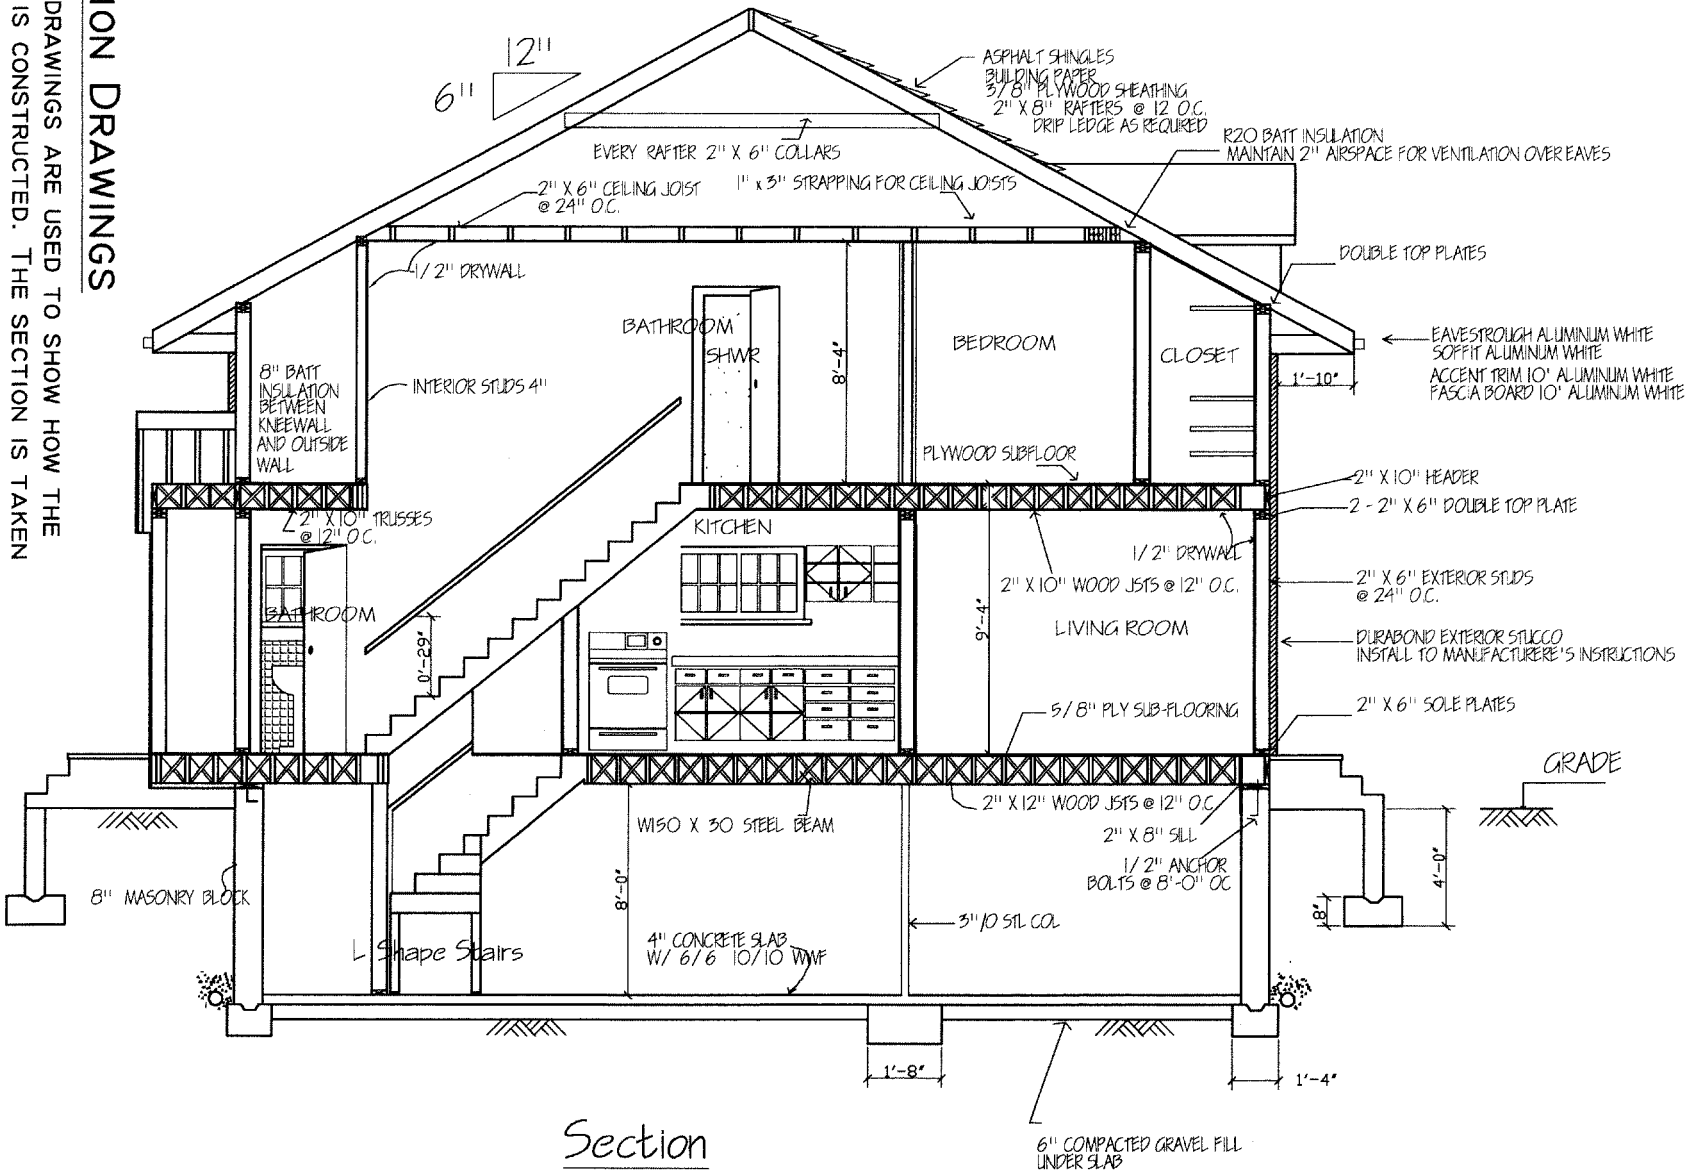 ION DRAWINGS
DRAWINGS ARE USED TO SHOW HOW THE
IS CONSTRUCTED. THE SECTION IS TAKEN
12"
6"
ASPHALT SHINGLES
BUILDING PAPER
3/8" PLYWOOD SHEATHING
2" X 8" RAFTERS @ 12 O.C.
DRIP LEDGE AS REQUIRED
R20 BATT INSULATION
MAINTAIN 2" AIRSPACE FOR VENTILATION OVER EAVES
EVERY RAFTER 2" X 6" COLLARS
2" X 6" CEILING JOIST
@ 24" O.C.
1" x 3" STRAPPING FOR CEILING JOISTS
DOUBLE TOP PLATES
1/2" DRYWALL
BATHROOM
SHWR
8'-4"
BEDROOM
CLOSET
EAVESTROUGH ALUMINUM WHITE
SOFFIT ALUMINUM WHITE
ACCENT TRIM 10' ALUMINUM WHITE
FASCIA BOARD 10' ALUMINUM WHITE
1'-10"
8" BATT
INSULATION
BETWEEN
KNEEWALL
AND OUTSIDE
WALL
INTERIOR STUDS 4"
PLYWOOD SUBFLOOR
2" X 10" HEADER
2 - 2" X 6" DOUBLE TOP PLATE
2" X 10" TRUSSES
@ 12" O.C.
KITCHEN
1/2" DRYWALL
2" X 10" WOOD JSTS @ 12" O.C.
2" X 6" EXTERIOR STUDS
@ 24" O.C.
BATHROOM
0'-29"
9'-4"
LIVING ROOM
DURABOND EXTERIOR STUCCO
INSTALL TO MANUFACTURERE'S INSTRUCTIONS
5/8" PLY SUB-FLOORING
2" X 6" SOLE PLATES
GRADE
2" X 12" WOOD JSTS @ 12" O.C.
W150 X 30 STEEL BEAM
2" X 8" SILL
1/2" ANCHOR
BOLTS @ 8'-0" OC
4'-0"
8"
8" MASONRY BLOCK
8'-0"
3"/O STL COL
L Shape Stairs
4" CONCRETE SLAB
W/ 6/6 10/10 WWF
1'-8"
1'-4"
Section
6" COMPACTED GRAVEL FILL
UNDER SLAB